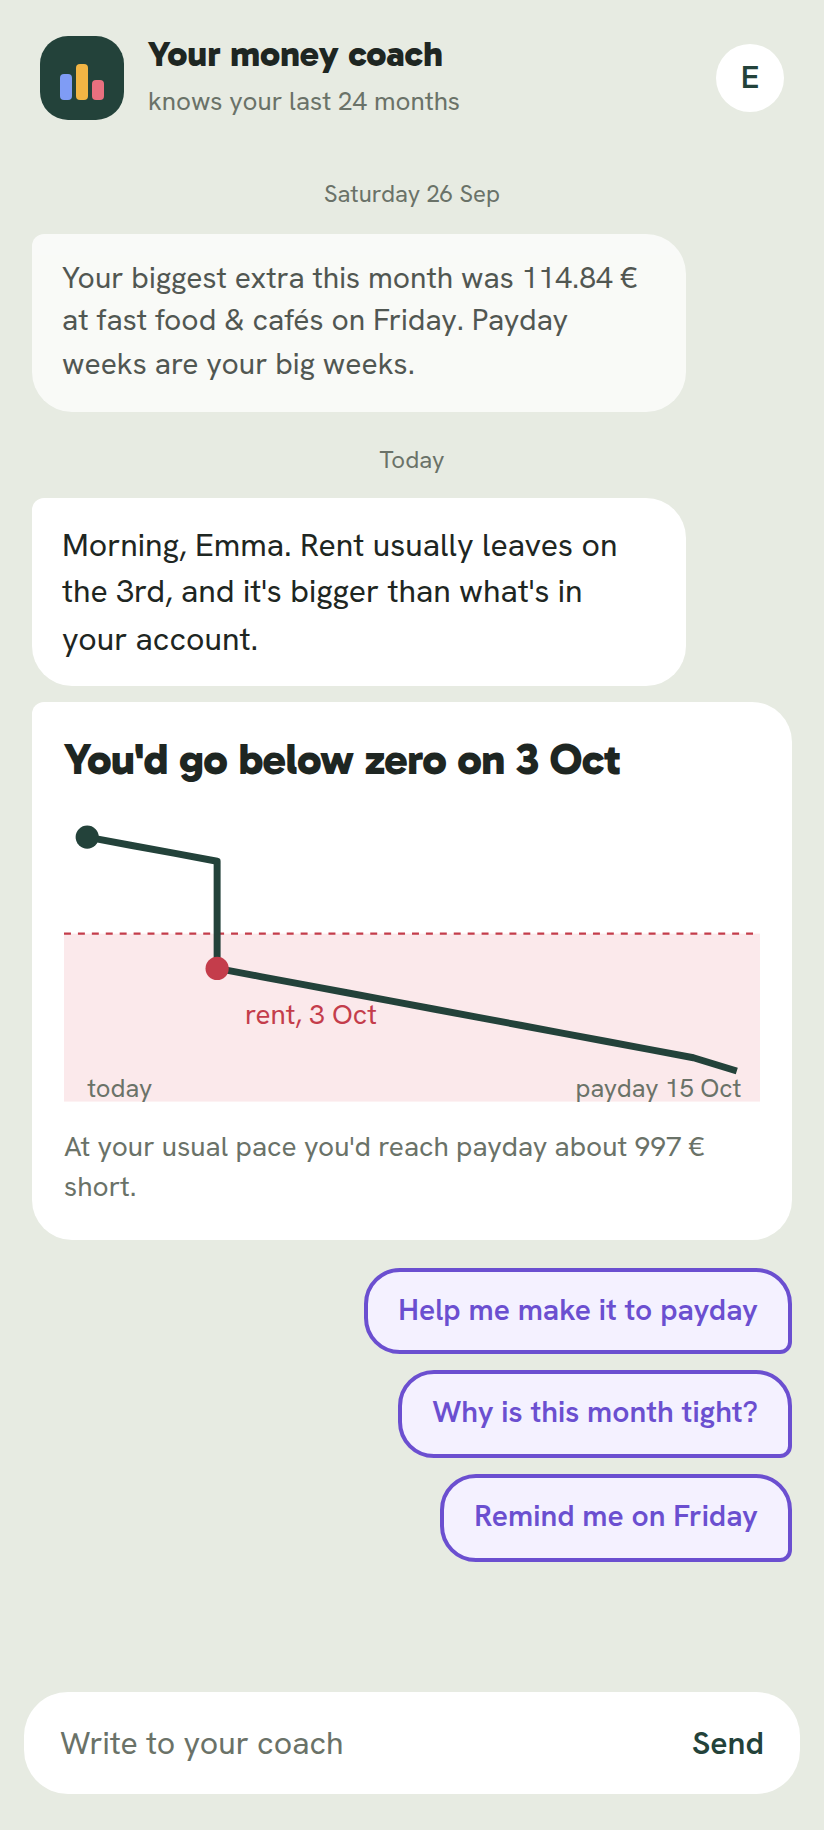 Your money coach
knows your last 24 months
E
Saturday 26 Sep
Your biggest extra this month was 114.84 €
at fast food & cafés on Friday. Payday
weeks are your big weeks.
Today
Morning, Emma. Rent usually leaves on
the 3rd, and it's bigger than what's in
your account.
You'd go below zero on 3 Oct
rent, 3 Oct
today
payday 15 Oct
At your usual pace you'd reach payday about 997 €
short.
Help me make it to payday
Why is this month tight?
Remind me on Friday
Write to your coach
Send